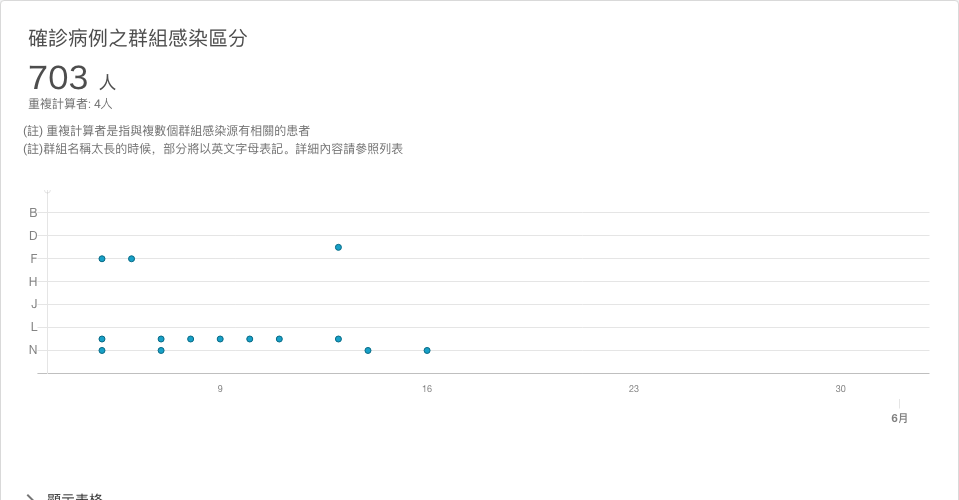 確診病例之群組感染區分
703 人
重複計算者: 4人
(註) 重複計算者是指與複數個群組感染源有相關的患者
(註)群組名稱太長的時候，部分將以英文字母表記。詳細內容請參照列表
B
D
F
H
J
L
N
9 16 23 30
6月
顯示表格